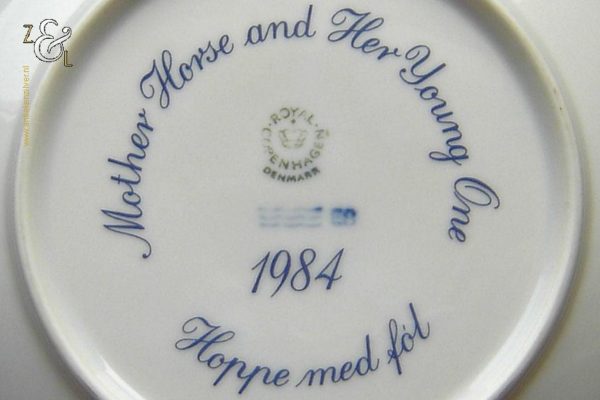 Mother Horse and Her Young One
ROYAL
COPENHAGEN
DENMARK
1984
Hoppe med føl
Z&L